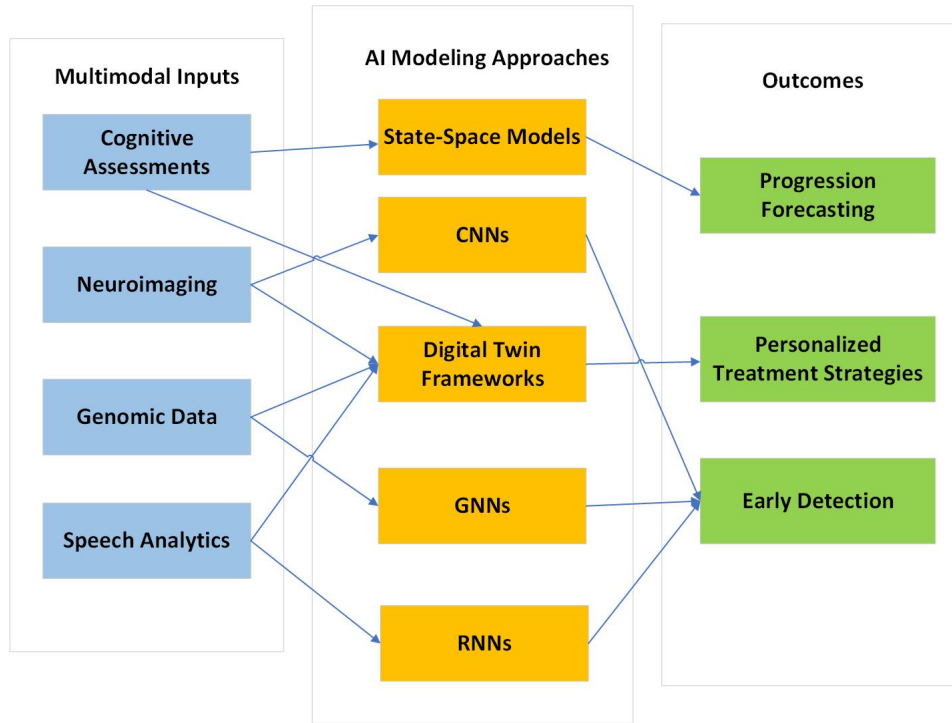 Multimodal Inputs
Cognitive
Assessments
Neuroimaging
Genomic Data
Speech Analytics
AI Modeling Approaches
State-Space Models
CNNs
Digital Twin
Frameworks
GNNs
RNNs
Outcomes
Progression
Forecasting
Personalized
Treatment Strategies
Early Detection